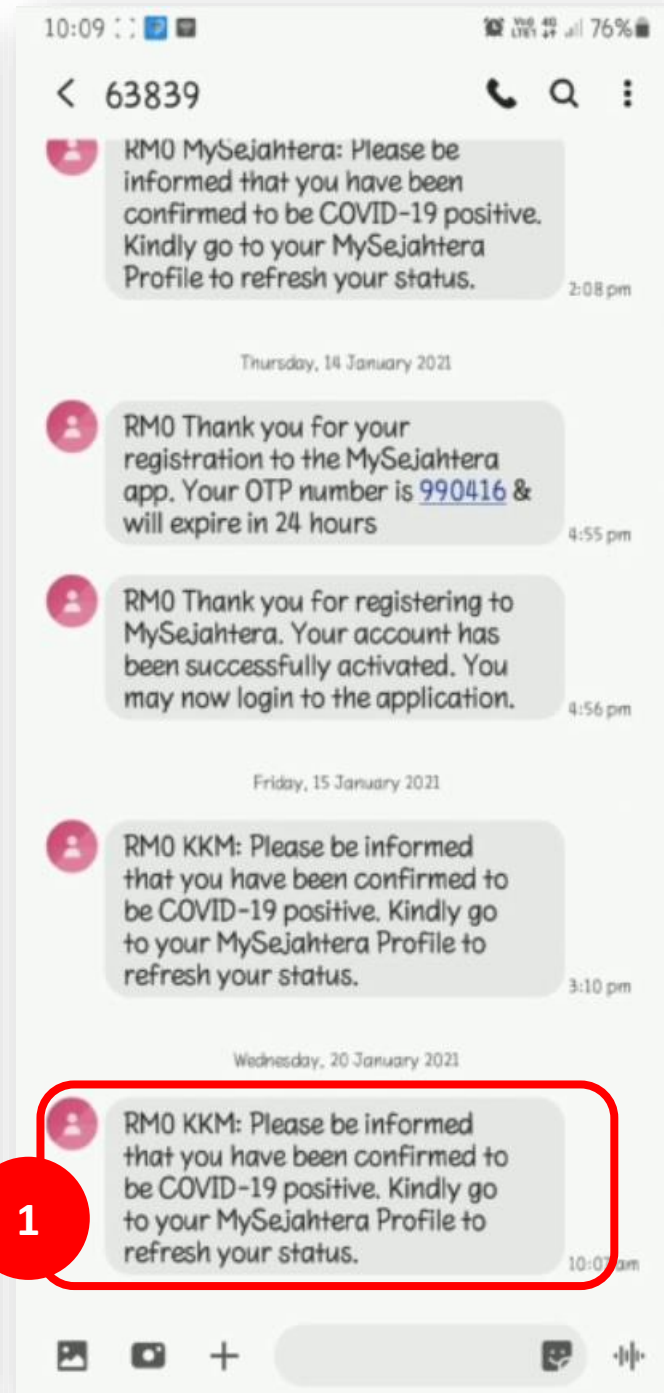 10:09 76%
63839
RM0 MySejahtera: Please be
informed that you have been
confirmed to be COVID-19 positive.
Kindly go to your MySejahtera
Profile to refresh your status.
2:08 pm
Thursday, 14 January 2021
RM0 Thank you for your
registration to the MySejahtera
app. Your OTP number is 990416 &
will expire in 24 hours
4:55 pm
RM0 Thank you for registering to
MySejahtera. Your account has
been successfully activated. You
may now login to the application.
4:56 pm
Friday, 15 January 2021
RM0 KKM: Please be informed
that you have been confirmed to
be COVID-19 positive. Kindly go
to your MySejahtera Profile to
refresh your status.
3:10 pm
Wednesday, 20 January 2021
RM0 KKM: Please be informed
that you have been confirmed to
be COVID-19 positive. Kindly go
to your MySejahtera Profile to
refresh your status.
1
10:07 am